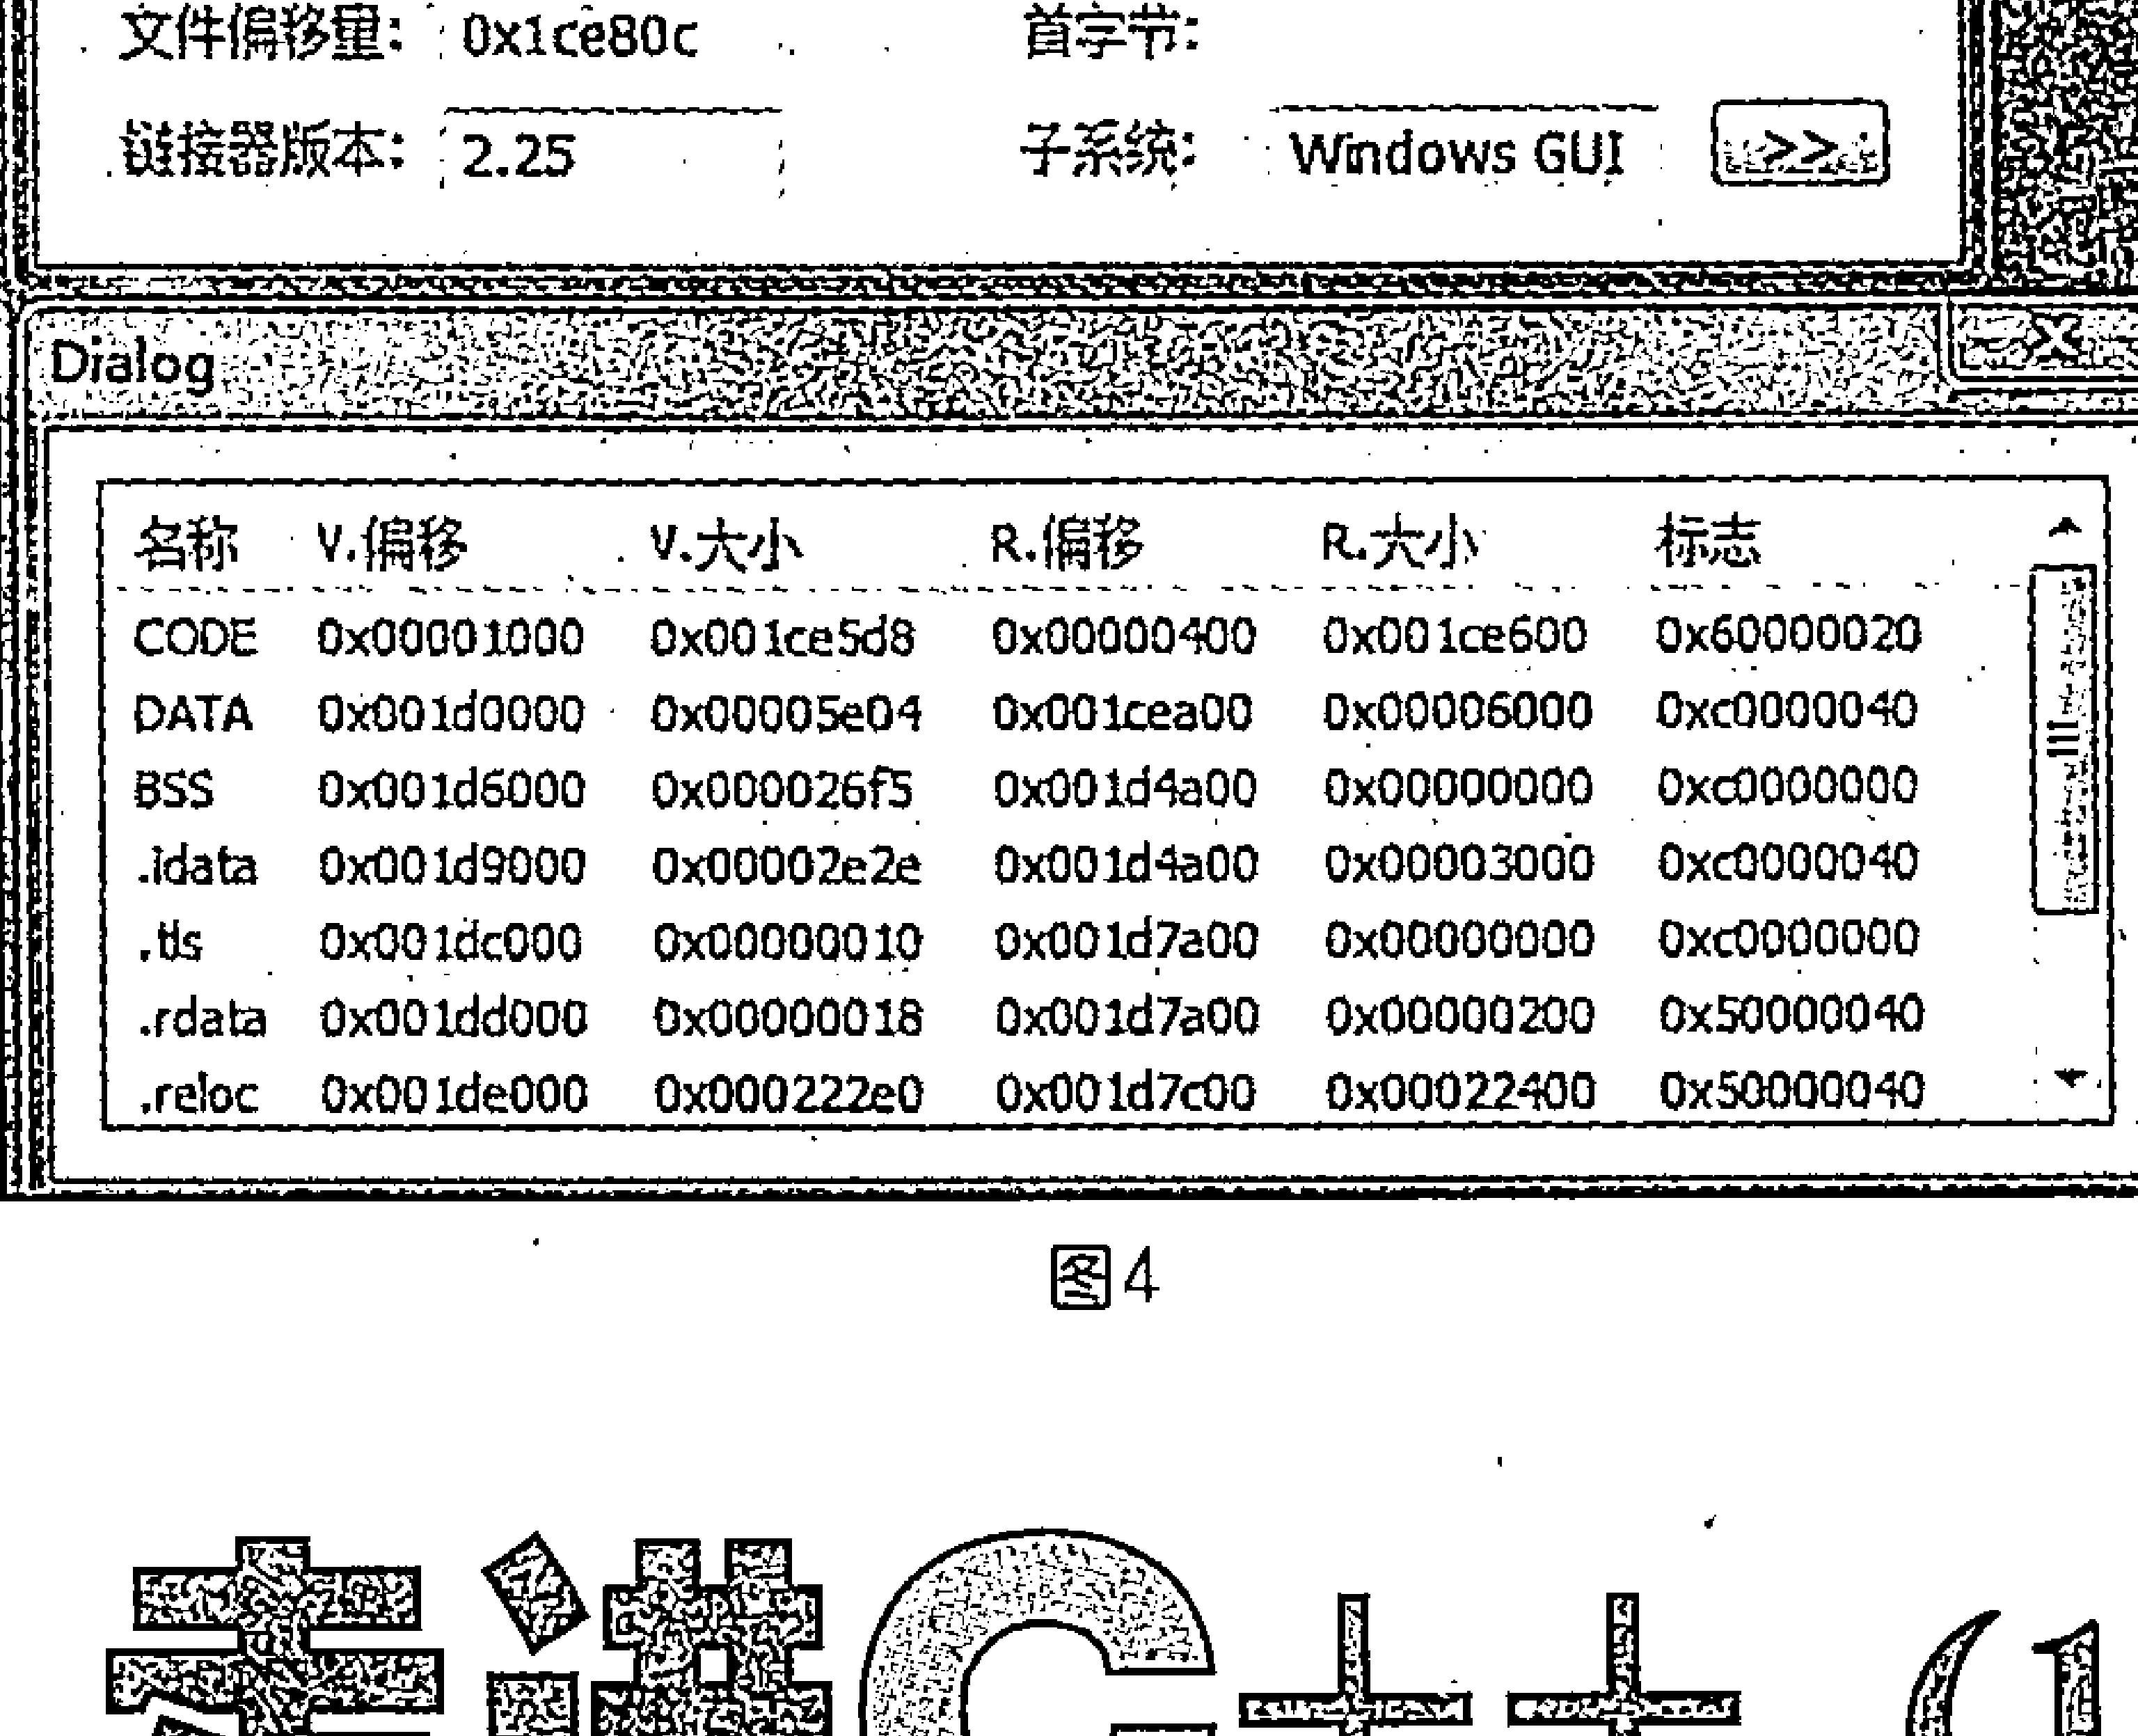 文件偏移量: 0x1ce80c 首字节:
链接器版本: 2.25 子系统: Windows GUI >>
Dialog X
名称 V.偏移 V.大小 R.偏移 R.大小 标志
CODE 0x00001000 0x001ce5d8 0x00000400 0x001ce600 0x60000020
DATA 0x001d0000 0x00005e04 0x001cea00 0x00006000 0xc0000040
BSS 0x001d6000 0x000026f5 0x001d4a00 0x00000000 0xc0000000
.idata 0x001d9000 0x00002e2e 0x001d4a00 0x00003000 0xc0000040
.tls 0x001dc000 0x00000010 0x001d7a00 0x00000000 0xc0000000
.rdata 0x001dd000 0x00000018 0x001d7a00 0x00000200 0x50000040
.reloc 0x001de000 0x000222e0 0x001d7c00 0x00022400 0x50000040
图4
C++ (1